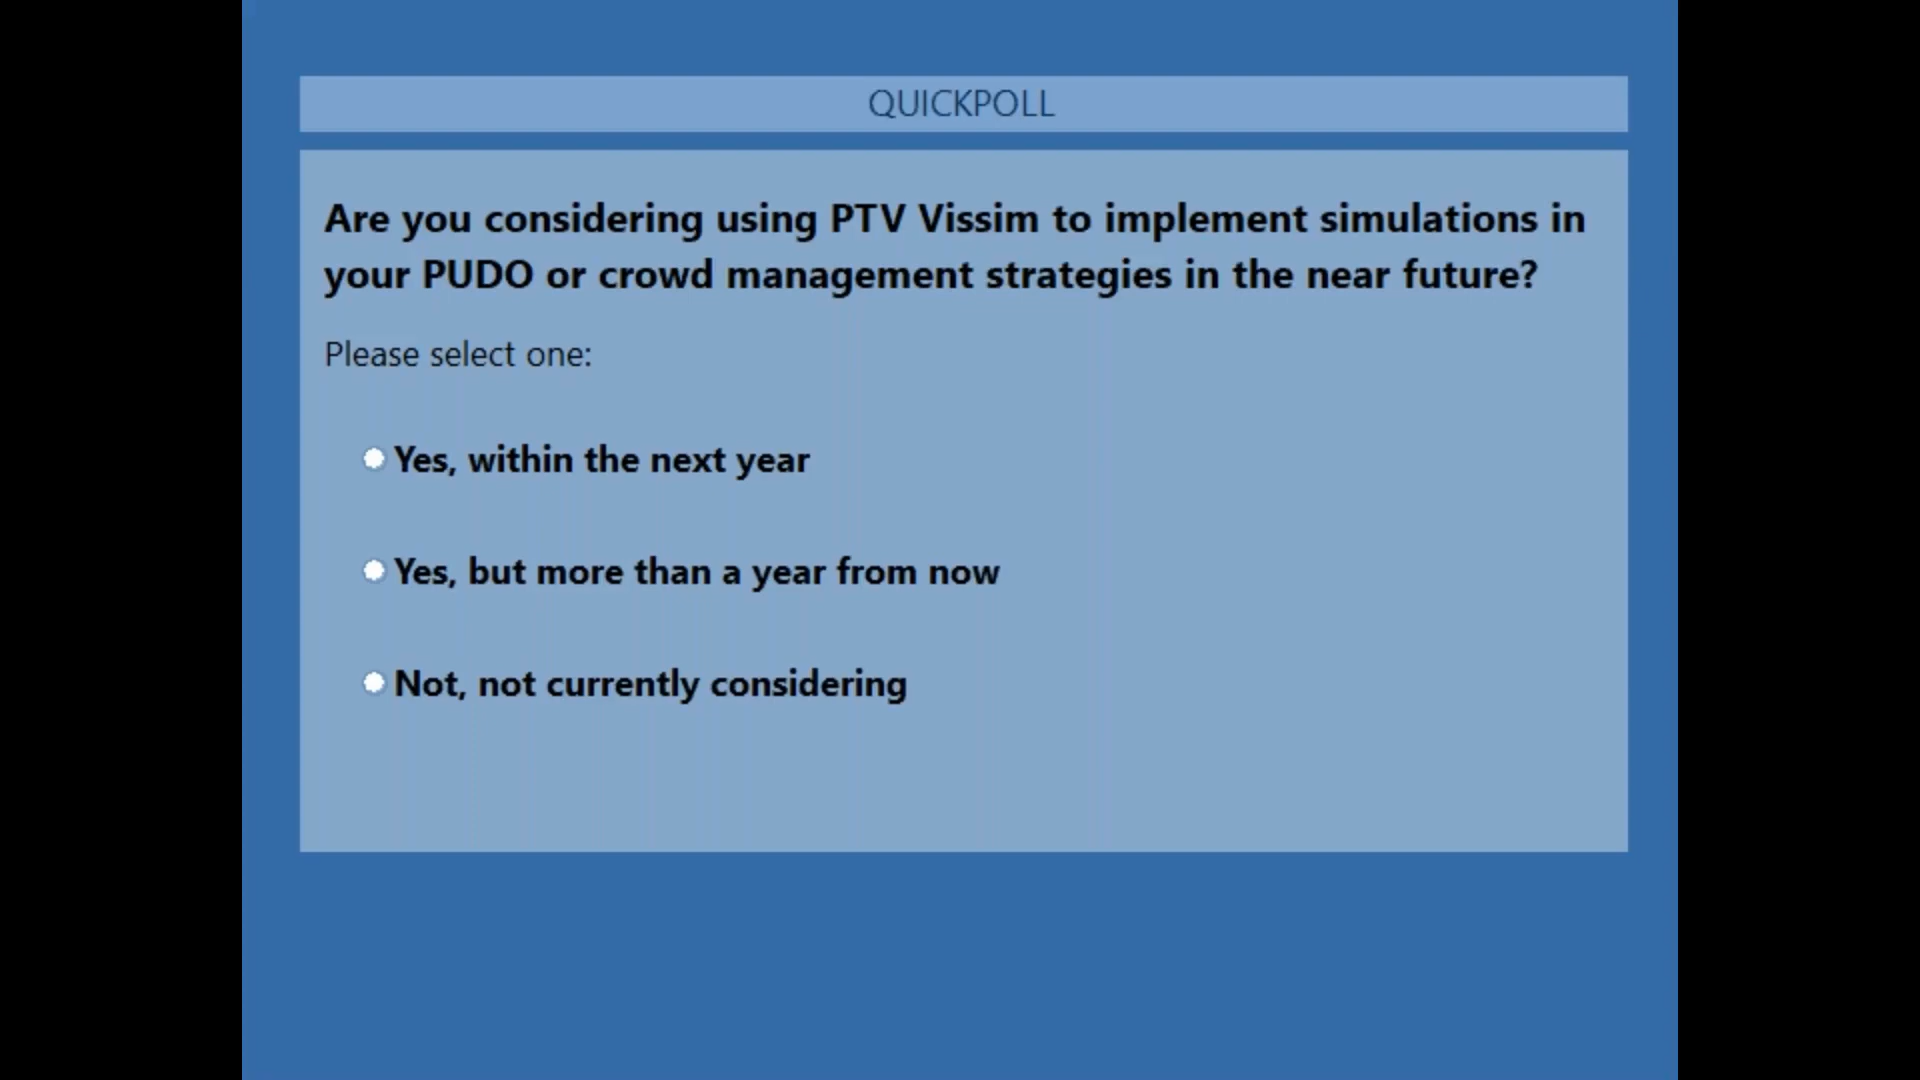 QUICKPOLL
Are you considering using PTV Vissim to implement simulations in
your PUDO or crowd management strategies in the near future?
Please select one:
Yes, within the next year
Yes, but more than a year from now
Not, not currently considering